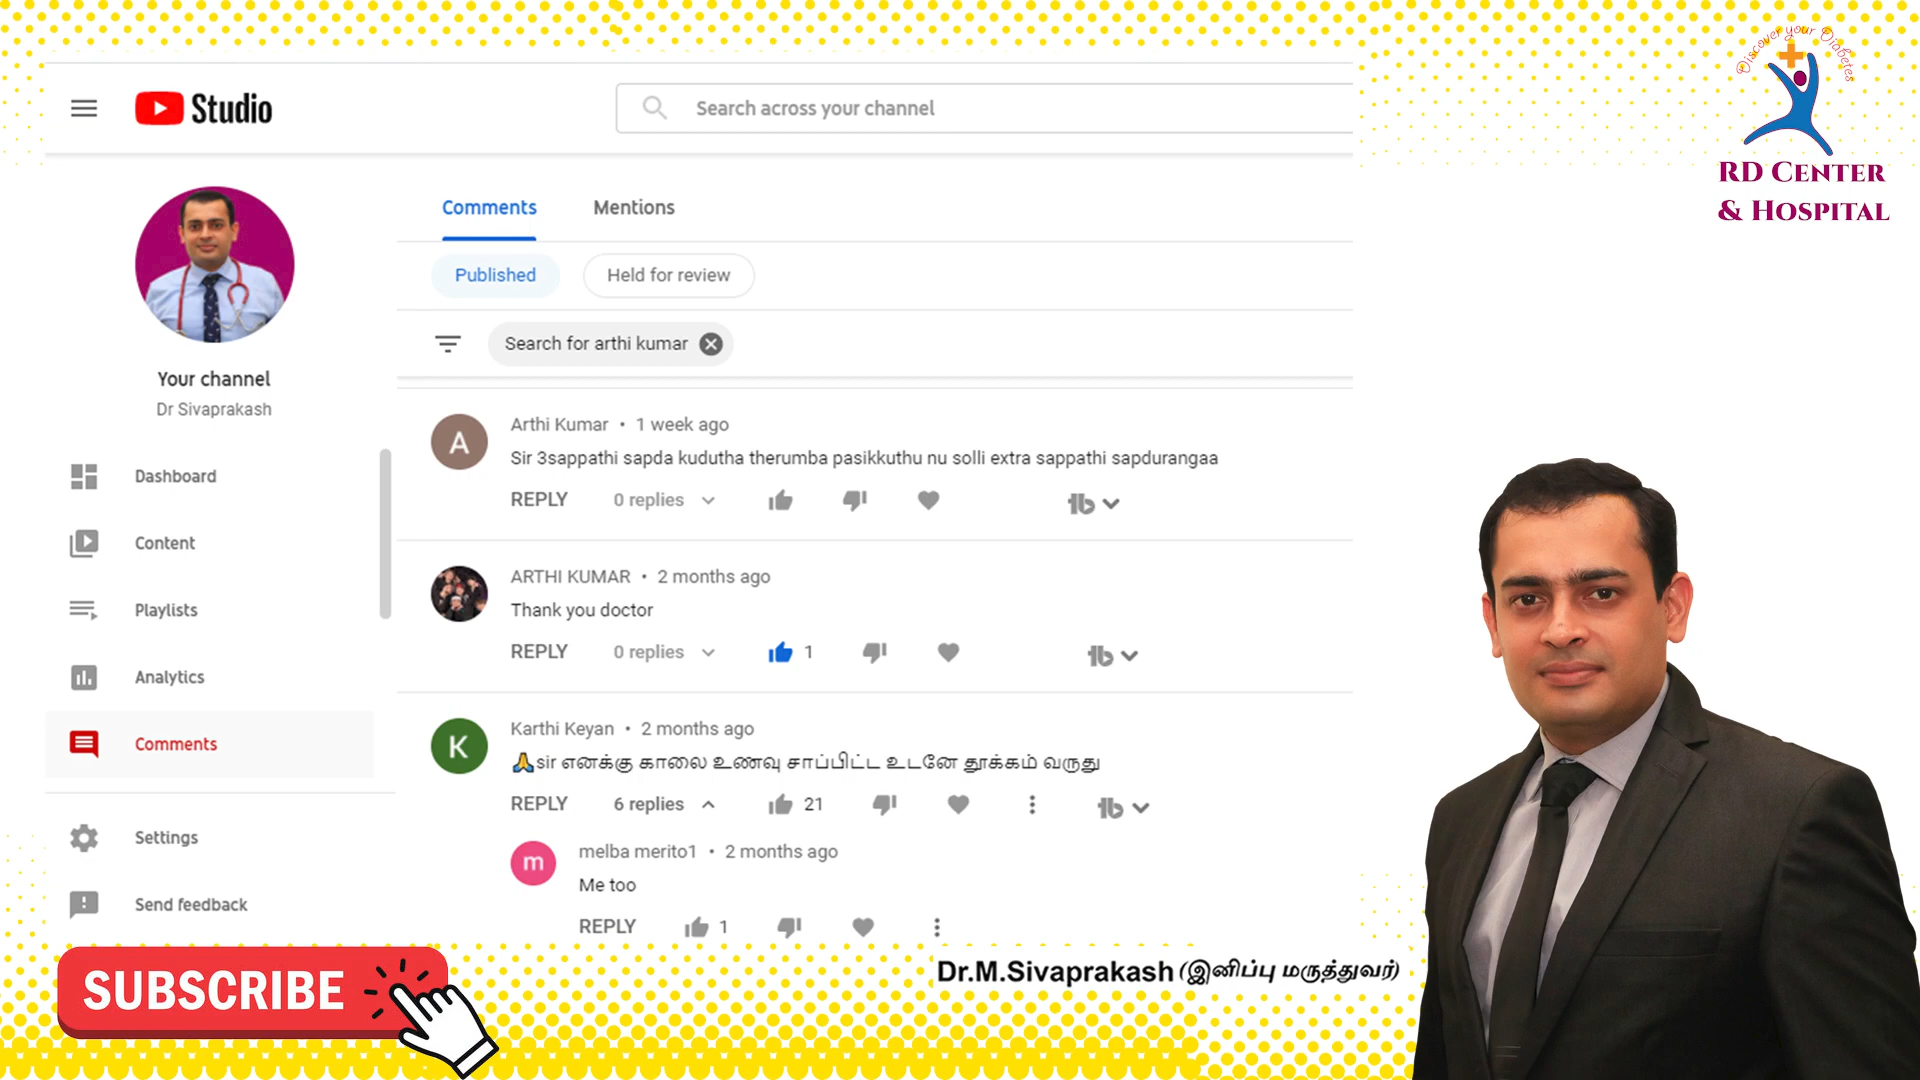 Discover your Diabetes
RD CENTER
& HOSPITAL
Studio
Search across your channel
Your channel
Dr Sivaprakash
Dashboard
Content
Playlists
Analytics
Comments
Settings
Send feedback
Comments Mentions
Published Held for review
Search for arthi kumar
A
Arthi Kumar • 1 week ago
Sir 3sappathi sapda kudutha therumba pasikkuthu nu solli extra sappathi sapdurangaa
REPLY 0 replies
ARTHI KUMAR • 2 months ago
Thank you doctor
REPLY 0 replies 1
K
Karthi Keyan • 2 months ago
🙏sir எனக்கு காலை உணவு சாப்பிட்ட உடனே தூக்கம் வருது
REPLY 6 replies 21
m
melba merito1 • 2 months ago
Me too
REPLY 1
SUBSCRIBE
Dr.M.Sivaprakash (இனிப்பு மருத்துவர்)